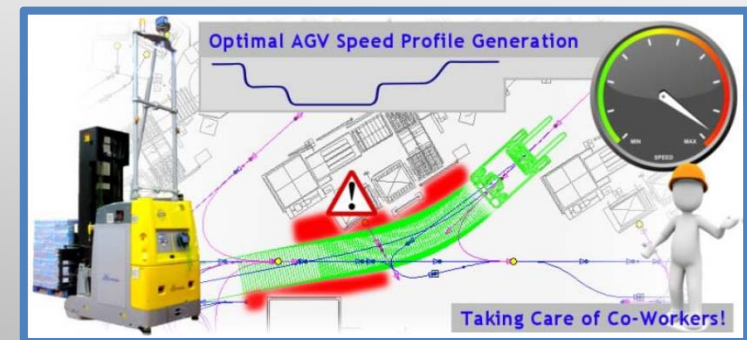 Optimal AGV Speed Profile Generation
MIN
MAX
SPEED
Taking Care of Co-Workers!